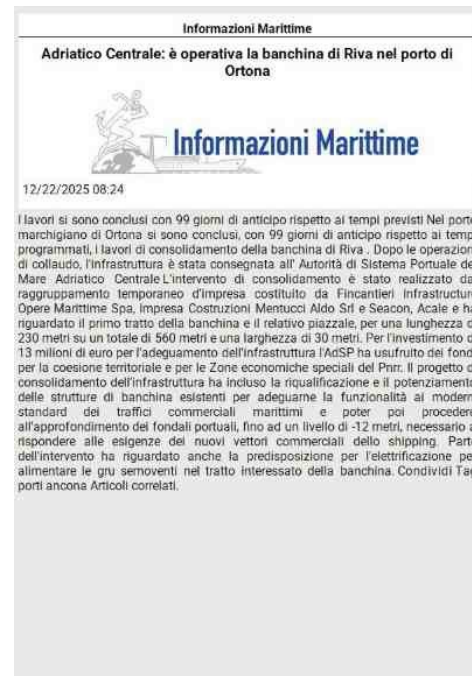 Informazioni Marittime
Adriatico Centrale: è operativa la banchina di Riva nel porto di
Ortona
Informazioni Marittime
12/22/2025 08:24
I lavori si sono conclusi con 99 giorni di anticipo rispetto ai tempi previsti Nel porto
marchigiano di Ortona si sono conclusi, con 99 giorni di anticipo rispetto ai temp
programmati, i lavori di consolidamento della banchina di Riva . Dopo le operazion
di collaudo, l'infrastruttura è stata consegnata all' Autorità di Sistema Portuale de
Mare Adriatico Centrale L'intervento di consolidamento è stato realizzato da
raggruppamento temporaneo d'impresa costituito da Fincantieri Infrastructure
Opere Marittime Spa, Impresa Costruzioni Mentucci Aldo Srl e Seacon, Acale e ha
riguardato il primo tratto della banchina e il relativo piazzale, per una lunghezza d
230 metri su un totale di 560 metri e una larghezza di 30 metri. Per l'investimento d
13 milioni di euro per l'adeguamento dell'infrastruttura l'AdSP ha usufruito dei fond
per la coesione territoriale e per le Zone economiche speciali del Pnrr. Il progetto d
consolidamento dell'infrastruttura ha incluso la riqualificazione e il potenziamento
delle strutture di banchina esistenti per adeguarne la funzionalità ai modern
standard dei traffici commerciali marittimi e poter poi procedere
all'approfondimento dei fondali portuali, fino ad un livello di -12 metri, necessario a
rispondere alle esigenze dei nuovi vettori commerciali dello shipping. Parte
dell'intervento ha riguardato anche la predisposizione per l'elettrificazione pe
alimentare le gru semoventi nel tratto interessato della banchina. Condividi Tag
porti ancona Articoli correlati.